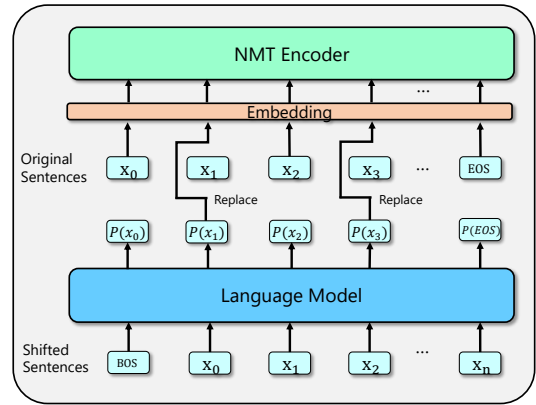 NMT Encoder
...
Embedding
Original Sentences x₀ x₁ x₂ x₃ ... EOS
Replace Replace
P(x₀) P(x₁) P(x₂) P(x₃) P(EOS)
Language Model
Shifted Sentences BOS x₀ x₁ x₂ ... xₙ